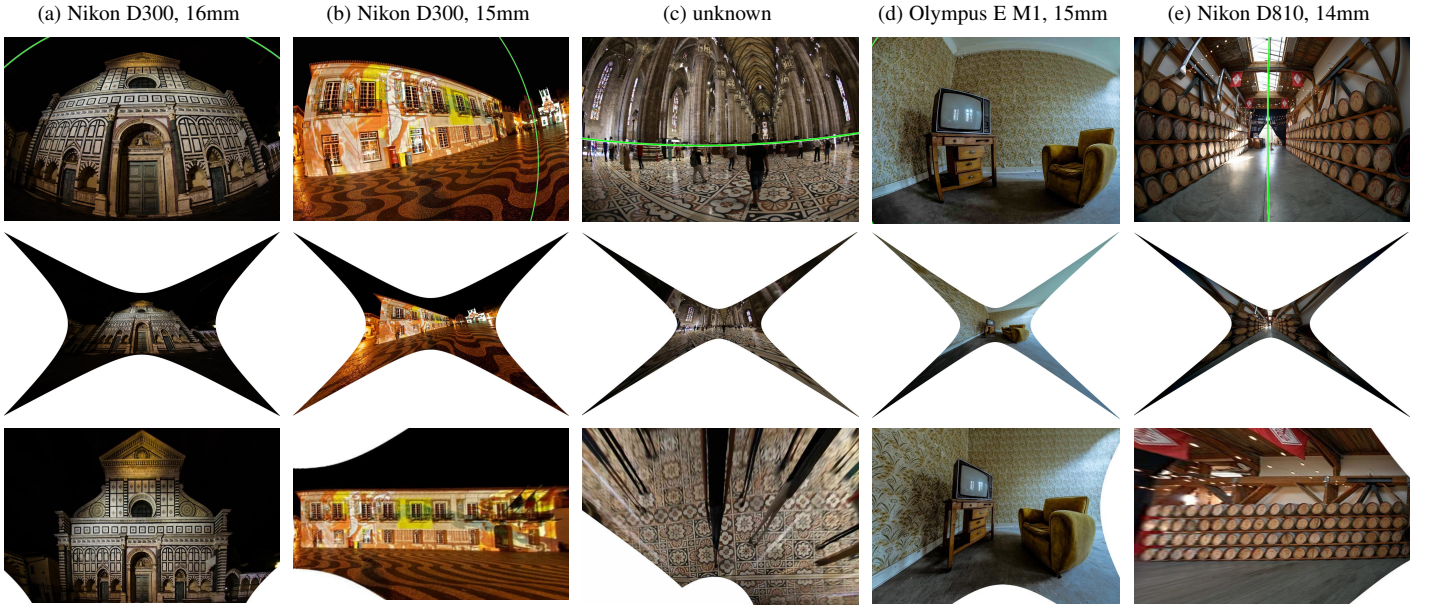 (a) Nikon D300, 16mm
(b) Nikon D300, 15mm
(c) unknown
(d) Olympus E M1, 15mm
(e) Nikon D810, 14mm